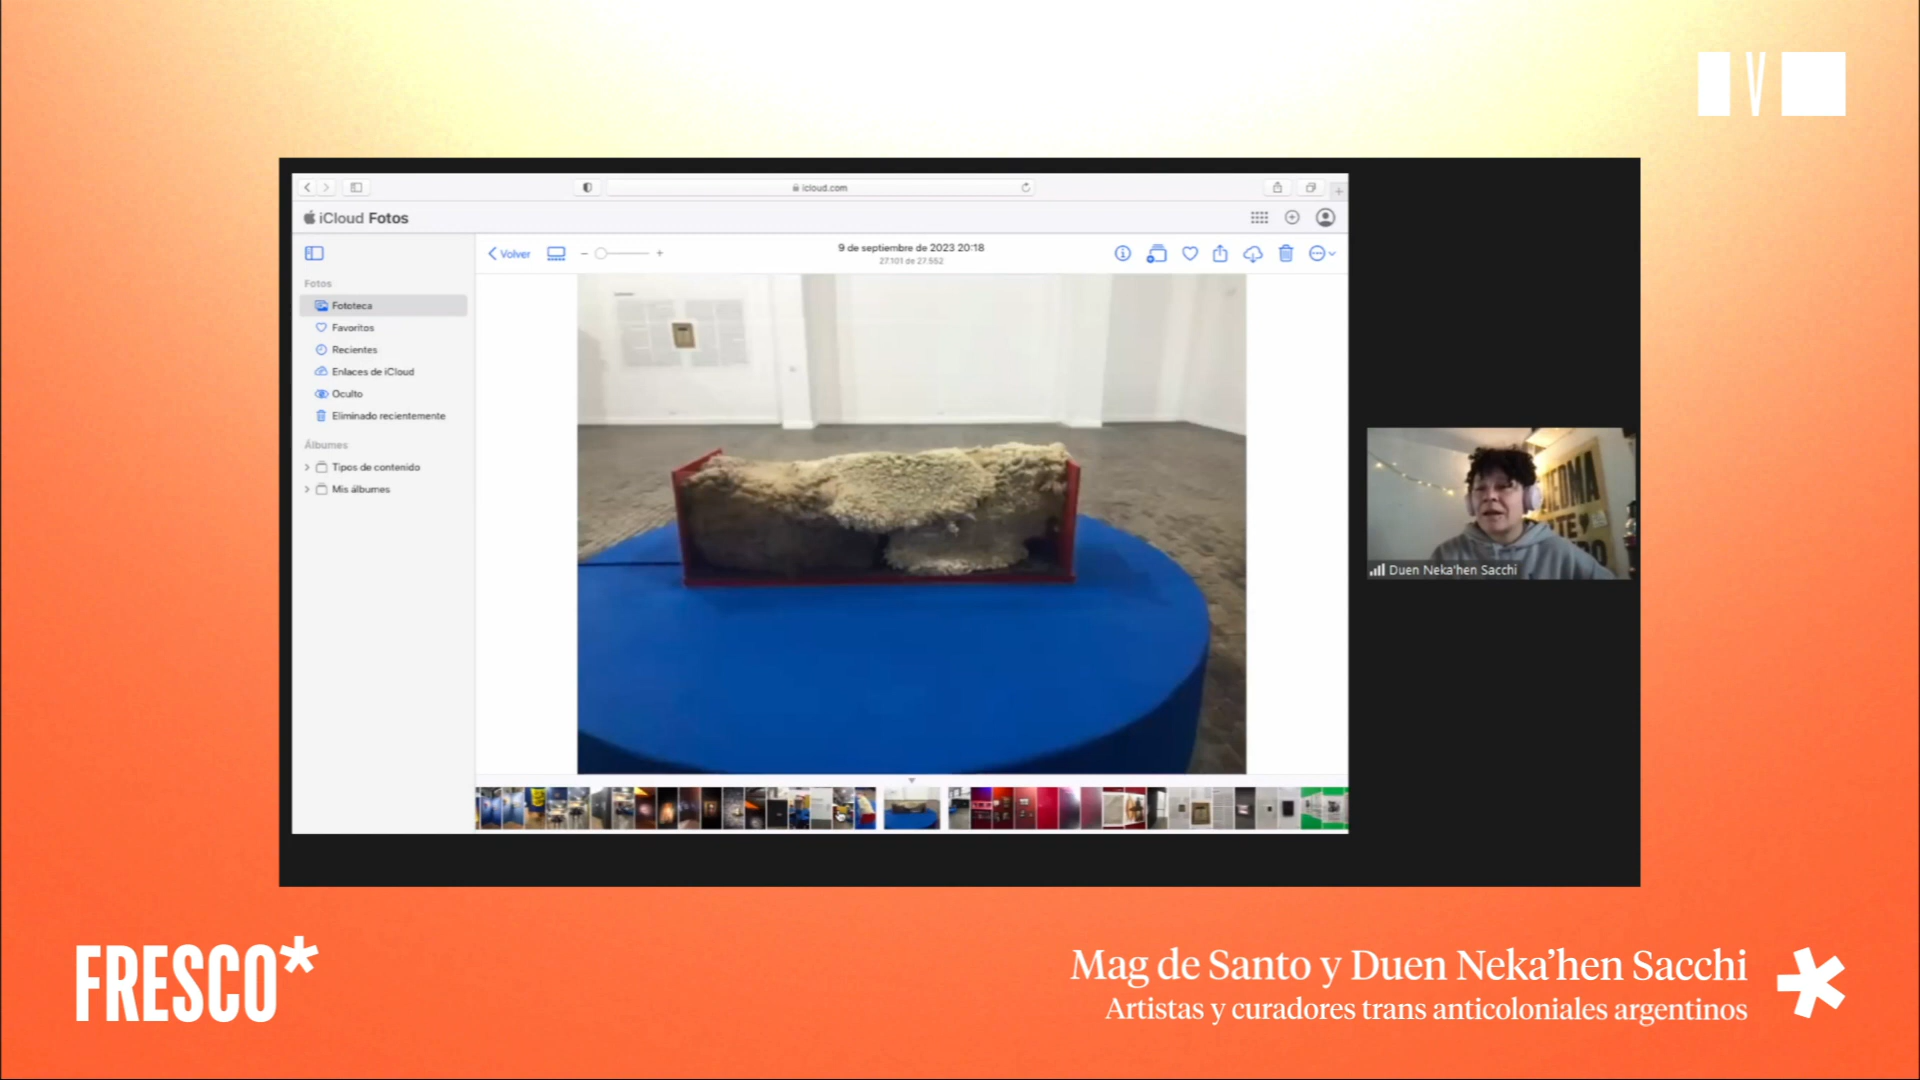 V
icloud.com
iCloud Fotos
Volver
9 de septiembre de 2023 20:18
27.101 de 27.552
Fotos
Fototeca
Favoritos
Recientes
Enlaces de iCloud
Oculto
Eliminado recientemente
Álbumes
Tipos de contenido
Mis álbumes
Duen Neka'hen Sacchi
FRESCO*
Mag de Santo y Duen Neka’hen Sacchi
Artistas y curadores trans anticoloniales argentinos